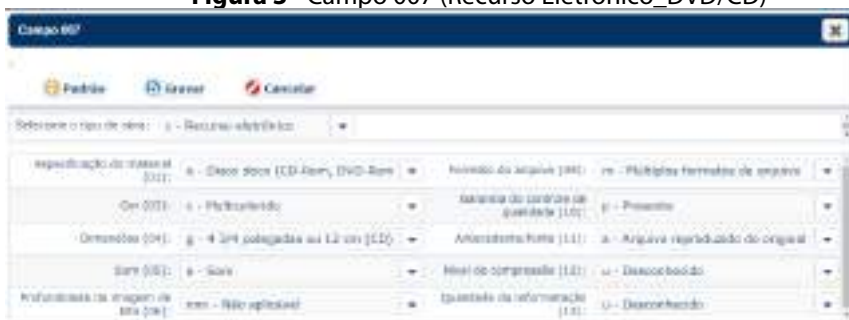 Figura 5 - Campo 007 (Recurso Eletrônico_DVD/CD)
Campo 007
Padrão Gravar Cancelar
Selecione o tipo de obra: c - Recurso eletrônico
Especificação do material [01]: o - Disco ótico (CD-Rom, DVD-Rom Formato do arquivo [09]: m - Múltiplos formatos de arquivo
Cor [03]: c - Multicolorido Garantia do controle de qualidade [10]: p - Presente
Dimensões [04]: g - 4 3/4 polegadas ou 12 cm (CD) Antecedente/Fonte [11]: a - Arquivo reproduzido do original
Som [05]: a - Som Nível de compressão [12]: u - Desconhecido
Profundidade da imagem de bits [06]: mmm - Não aplicável Qualidade da reformatação [13]: u - Desconhecido